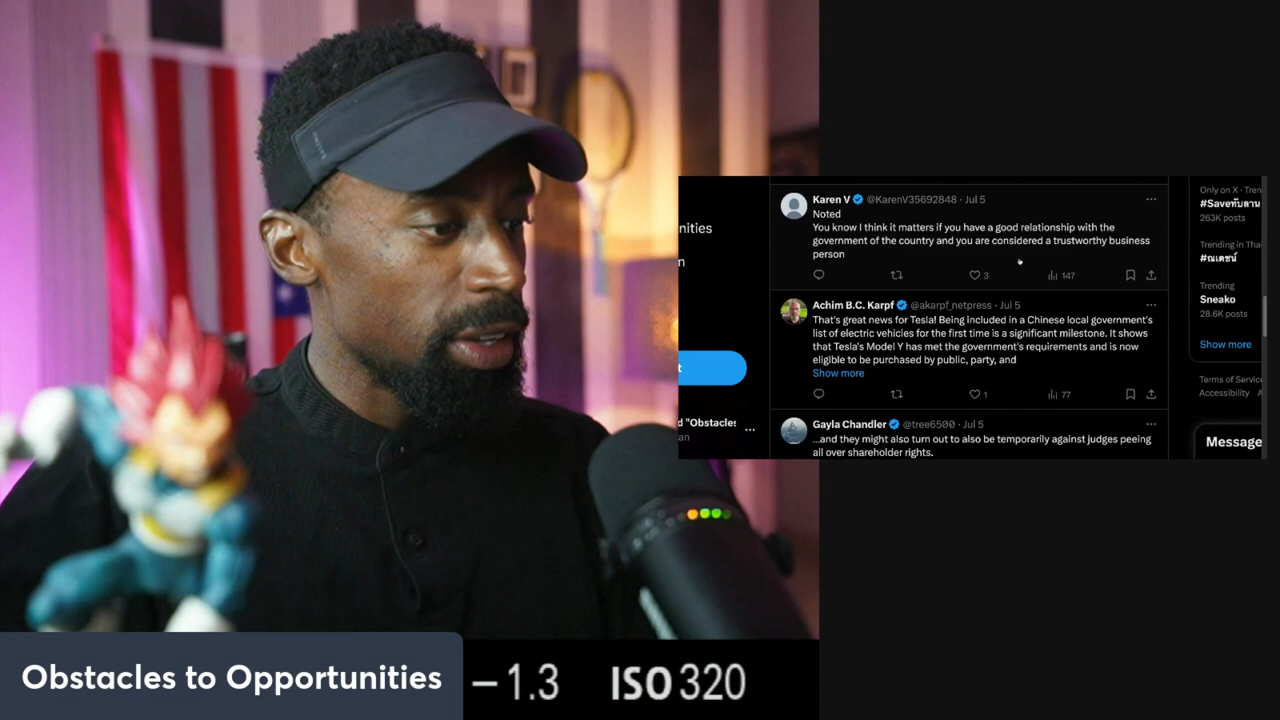 Karen V @KarenV35692848 · Jul 5
Noted
You know I think it matters if you have a good relationship with the
government of the country and you are considered a trustworthy business
person
3 147
Achim B.C. Karpf @akarpf_netpress · Jul 5
That's great news for Tesla! Being included in a Chinese local government's
list of electric vehicles for the first time is a significant milestone. It shows
that Tesla's Model Y has met the government's requirements and is now
eligible to be purchased by public, party, and
Show more
1 77
Gayla Chandler @tree6500 · Jul 5
...and they might also turn out to also be temporarily against judges peeing
all over shareholder rights.
nities
m
t
d "Obstacles
an
Only on X · Tren
#Saveทับลาน
263K posts
Trending in Tha
#ณเดชน์
Trending
Sneako
28.6K posts
Show more
Terms of Servic
Accessibility A
Message
Obstacles to Opportunities
–1.3 ISO 320